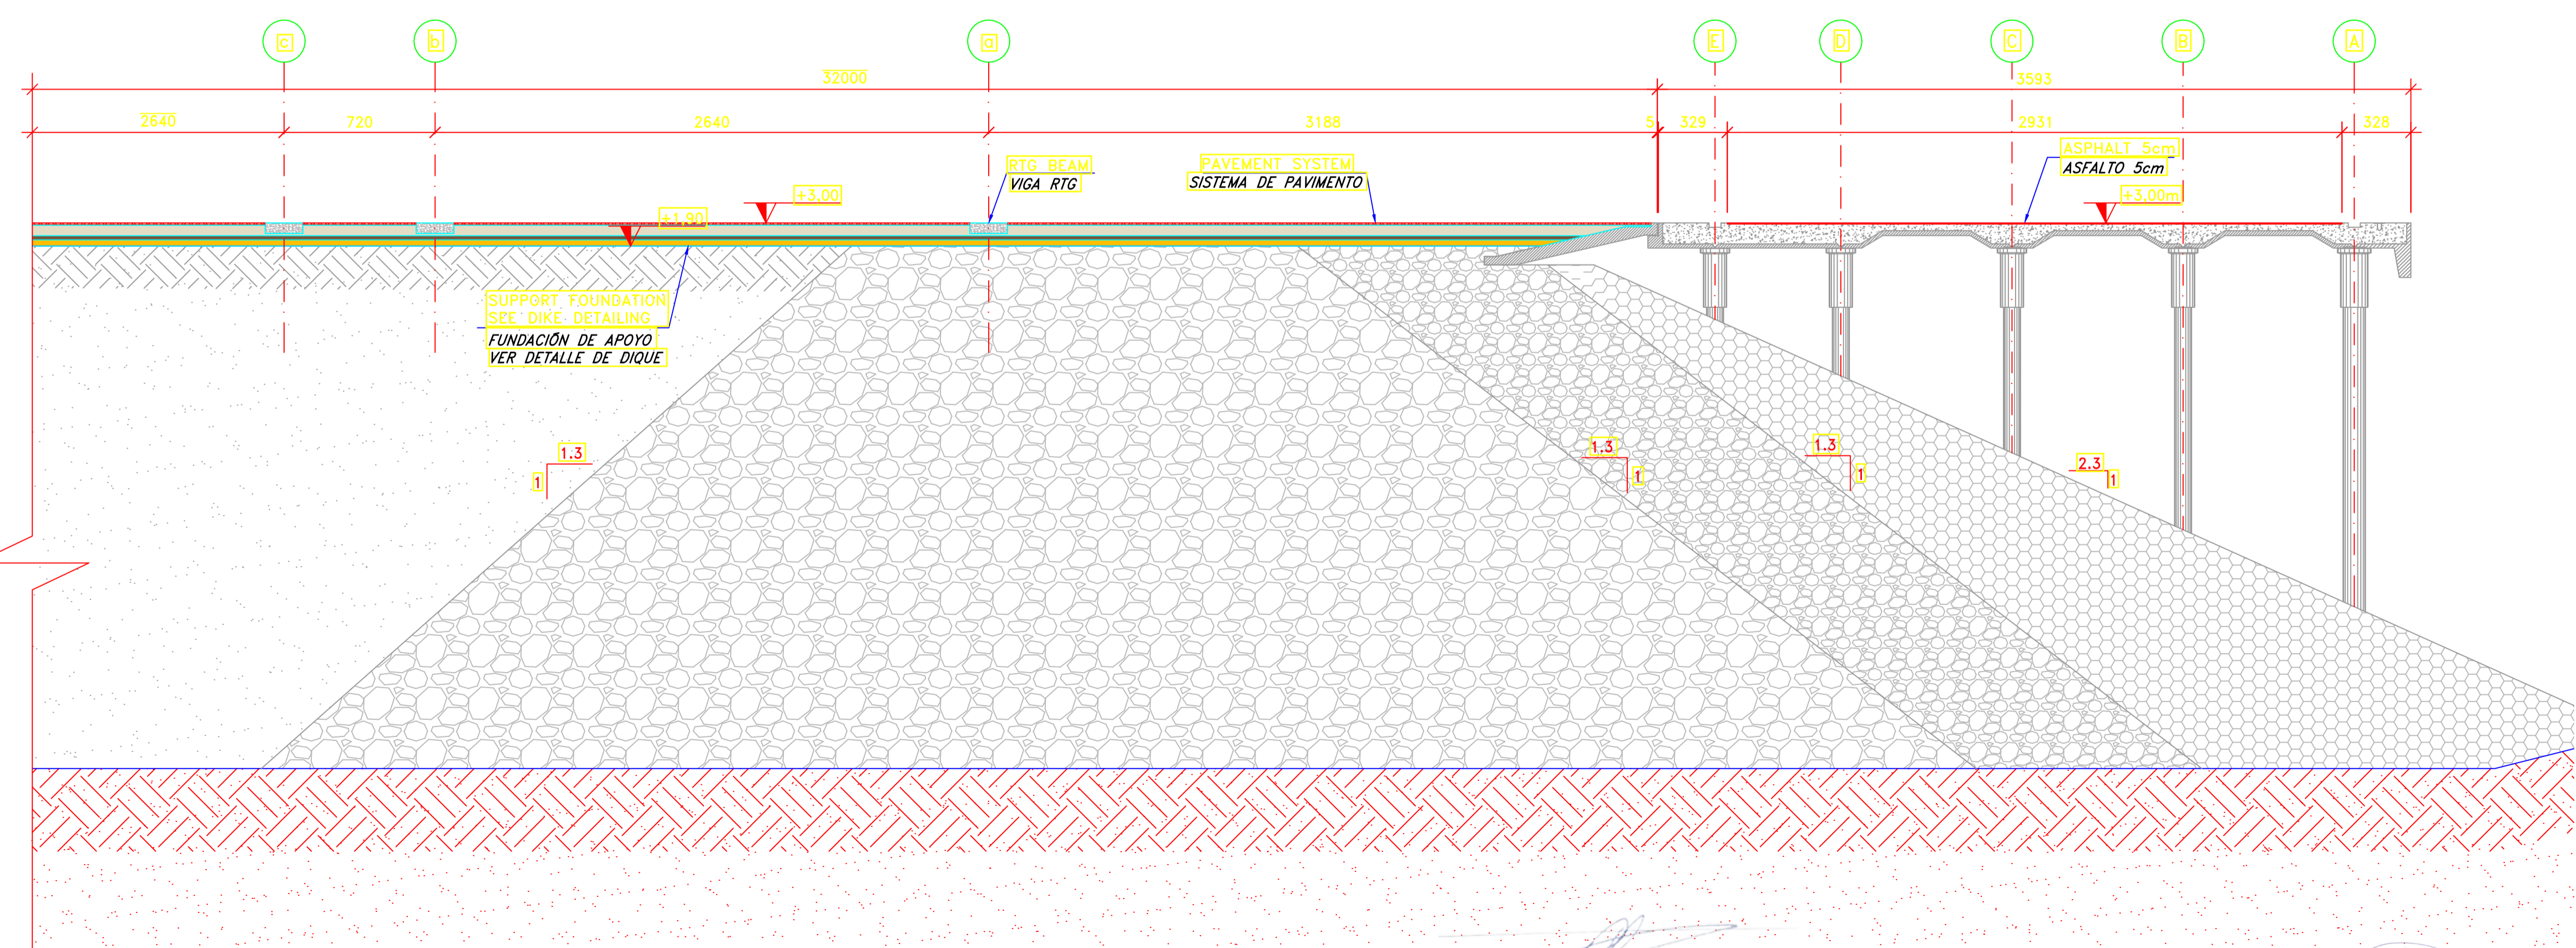 c
b
a
E
D
C
B
A
32000
3593
2640
720
2640
3188
5
329
2931
328
RTG BEAM
VIGA RTG
PAVEMENT SYSTEM
SISTEMA DE PAVIMENTO
ASPHALT 5cm
ASFALTO 5cm
+3,00
+3,00m
+1,90
SUPPORT FOUNDATION
SEE DIKE DETAILING
FUNDACIÓN DE APOYO
VER DETALLE DE DIQUE
1.3
1
1.3
1
1.3
1
2.3
1